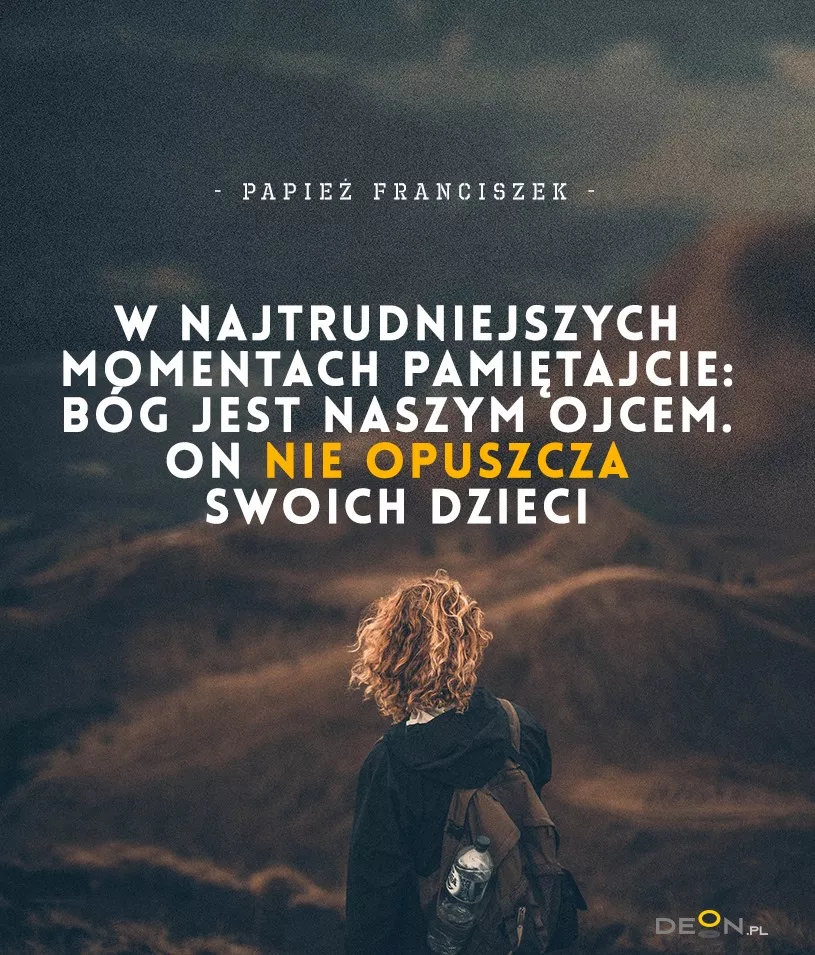 - PAPIEŻ FRANCISZEK -
W NAJTRUDNIEJSZYCH
MOMENTACH PAMIĘTAJCIE:
BÓG JEST NASZYM OJCEM.
ON NIE OPUSZCZA
SWOICH DZIECI
DEON.PL